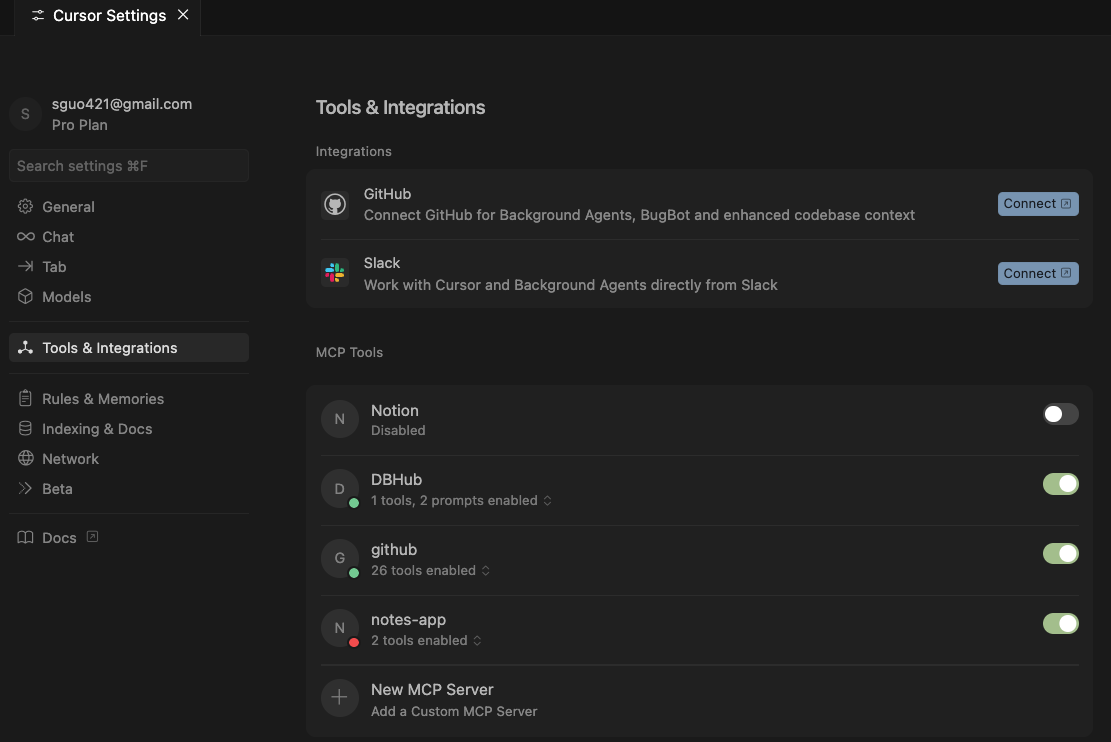 Cursor Settings
sguo421@gmail.com
S
Pro Plan
Search settings ⌘F
General
Chat
Tab
Models
Tools & Integrations
Rules & Memories
Indexing & Docs
Network
Beta
Docs
Tools & Integrations
Integrations
GitHub
Connect GitHub for Background Agents, BugBot and enhanced codebase context
Connect
Slack
Work with Cursor and Background Agents directly from Slack
Connect
MCP Tools
N
Notion
Disabled
D
DBHub
1 tools, 2 prompts enabled
G
github
26 tools enabled
N
notes-app
2 tools enabled
New MCP Server
Add a Custom MCP Server